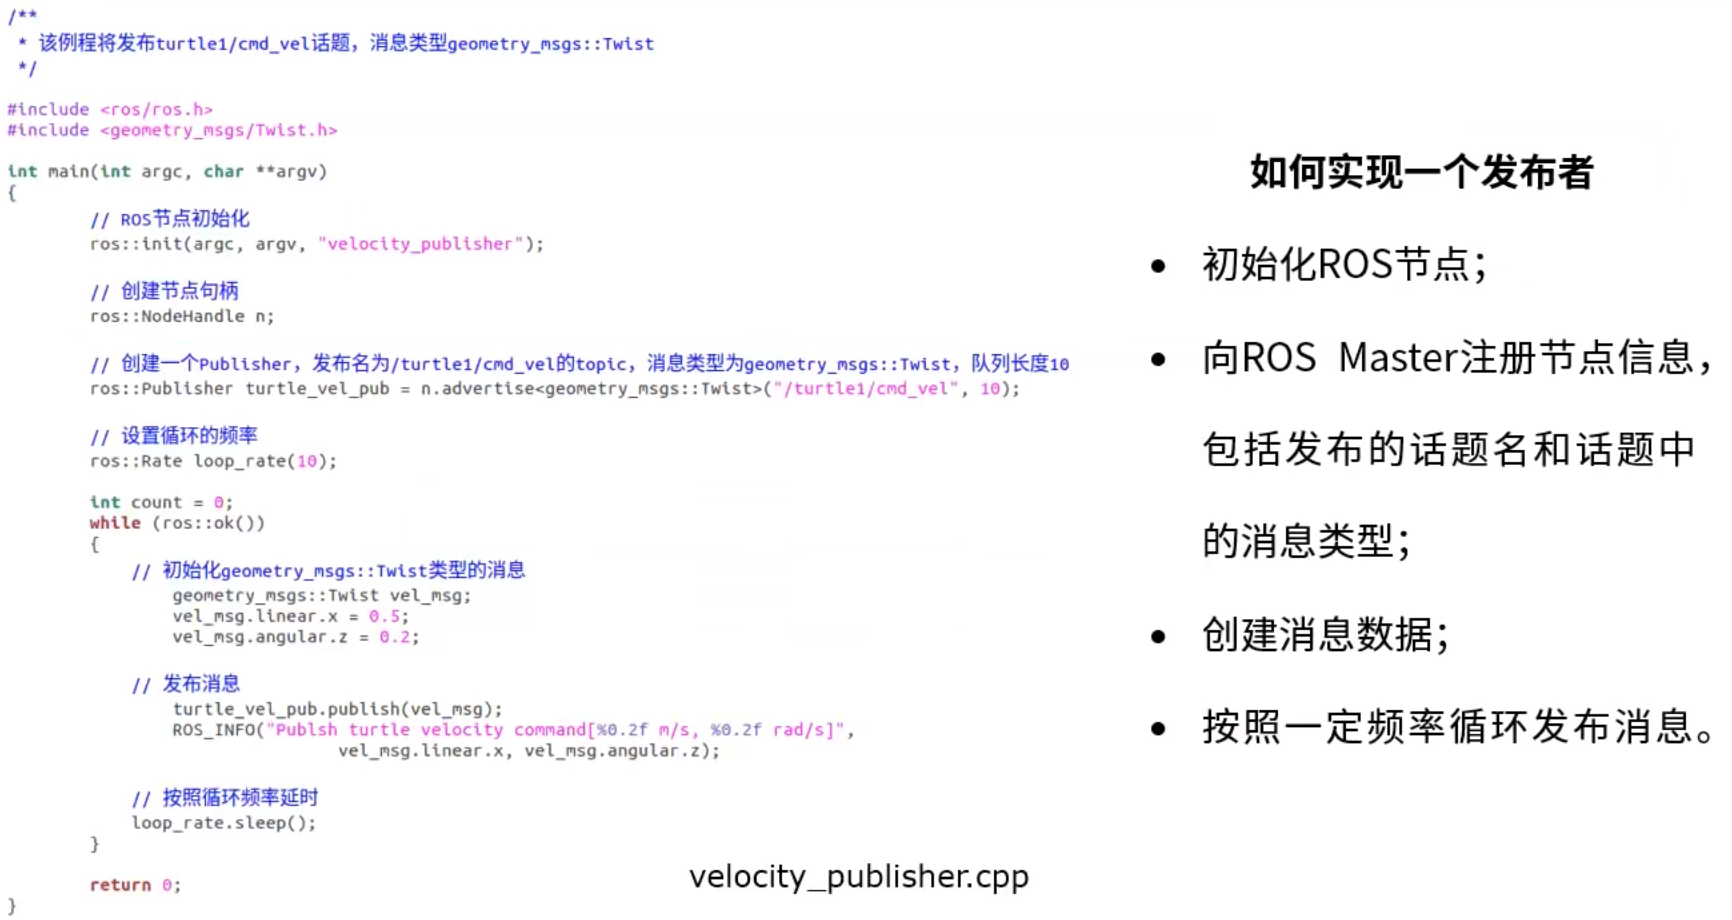 /**
 * 该例程将发布turtle1/cmd_vel话题，消息类型geometry_msgs::Twist
 */
#include <ros/ros.h>
#include <geometry_msgs/Twist.h>
int main(int argc, char **argv)
{
// ROS节点初始化
ros::init(argc, argv, "velocity_publisher");
// 创建节点句柄
ros::NodeHandle n;
// 创建一个Publisher，发布名为/turtle1/cmd_vel的topic，消息类型为geometry_msgs::Twist，队列长度10
ros::Publisher turtle_vel_pub = n.advertise<geometry_msgs::Twist>("/turtle1/cmd_vel", 10);
// 设置循环的频率
ros::Rate loop_rate(10);
int count = 0;
while (ros::ok())
{
// 初始化geometry_msgs::Twist类型的消息
geometry_msgs::Twist vel_msg;
vel_msg.linear.x = 0.5;
vel_msg.angular.z = 0.2;
// 发布消息
turtle_vel_pub.publish(vel_msg);
ROS_INFO("Publsh turtle velocity command[%0.2f m/s, %0.2f rad/s]",
vel_msg.linear.x, vel_msg.angular.z);
// 按照循环频率延时
loop_rate.sleep();
}
return 0;
}
velocity_publisher.cpp
如何实现一个发布者
• 初始化ROS节点；
• 向ROS Master注册节点信息，
包括发布的话题名和话题中
的消息类型；
• 创建消息数据；
• 按照一定频率循环发布消息。